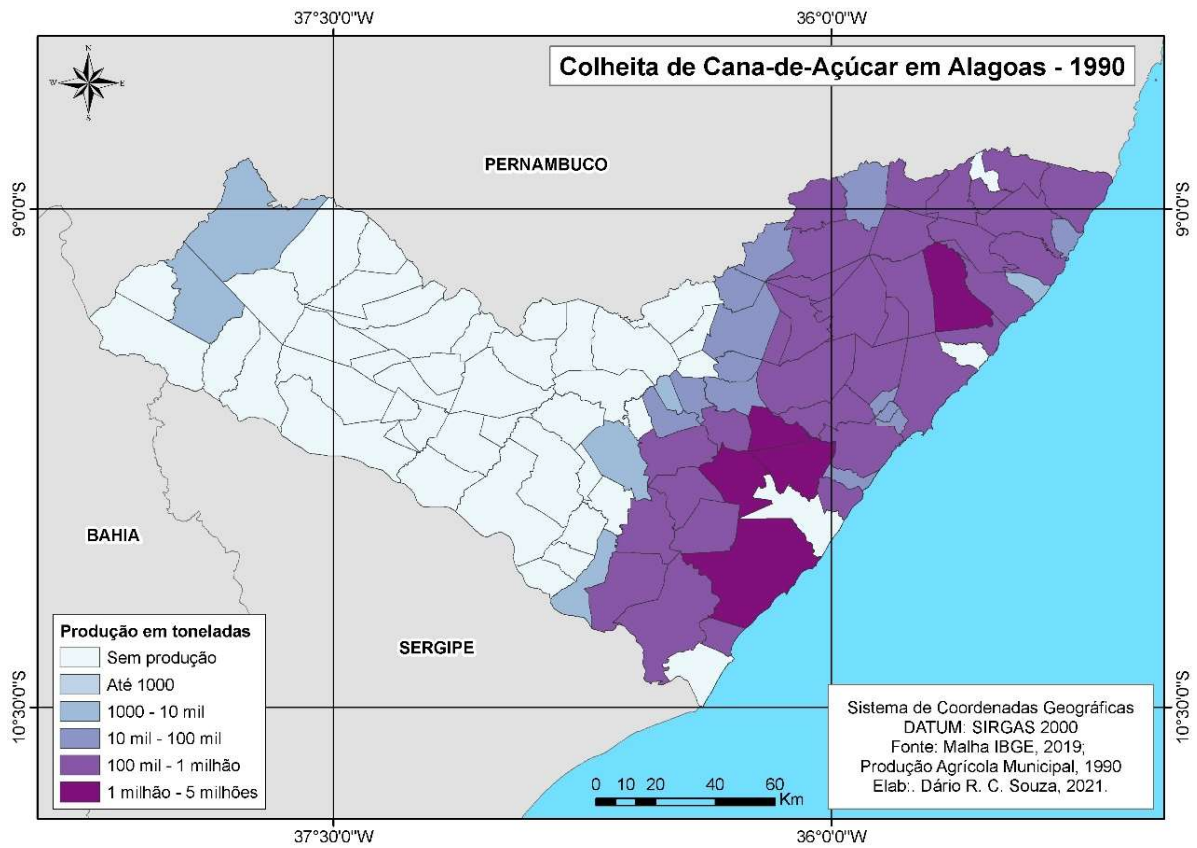 37°30'0"W
36°0'0"W
N
W
E
S
Colheita de Cana-de-Açúcar em Alagoas - 1990
PERNAMBUCO
9°0'0"S
9°0'0"S
BAHIA
SERGIPE
Produção em toneladas
Sem produção
Até 1000
1000 - 10 mil
10 mil - 100 mil
100 mil - 1 milhão
1 milhão - 5 milhões
10°30'0"S
10°30'0"S
0 10 20 40 60
Km
Sistema de Coordenadas Geográficas
DATUM: SIRGAS 2000
Fonte: Malha IBGE, 2019;
Produção Agrícola Municipal, 1990
Elab:. Dário R. C. Souza, 2021.
37°30'0"W
36°0'0"W